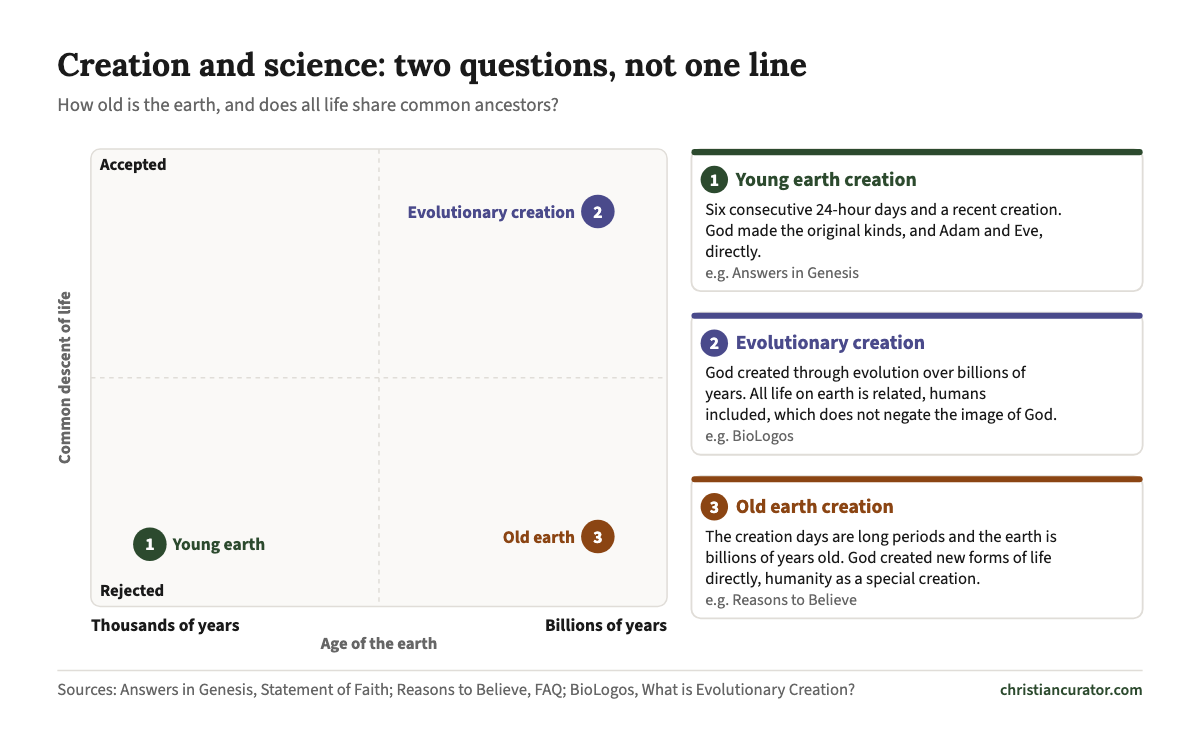 Creation and science: two questions, not one line
How old is the earth, and does all life share common ancestors?
Common descent of life
Accepted
Evolutionary creation 2
1 Young earth
Old earth 3
Rejected
Thousands of years
Billions of years
Age of the earth
1 Young earth creation
Six consecutive 24-hour days and a recent creation.
God made the original kinds, and Adam and Eve,
directly.
e.g. Answers in Genesis
2 Evolutionary creation
God created through evolution over billions of
years. All life on earth is related, humans
included, which does not negate the image of God.
e.g. BioLogos
3 Old earth creation
The creation days are long periods and the earth is
billions of years old. God created new forms of life
directly, humanity as a special creation.
e.g. Reasons to Believe
Sources: Answers in Genesis, Statement of Faith; Reasons to Believe, FAQ; BioLogos, What is Evolutionary Creation?
christiancurator.com